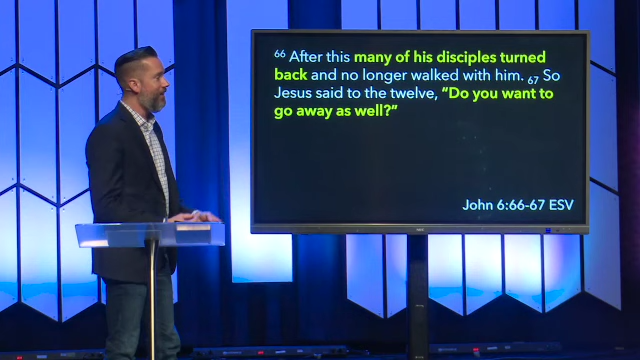 66 After this many of his disciples turned
back and no longer walked with him. 67 So
Jesus said to the twelve, “Do you want to
go away as well?”
John 6:66-67 ESV